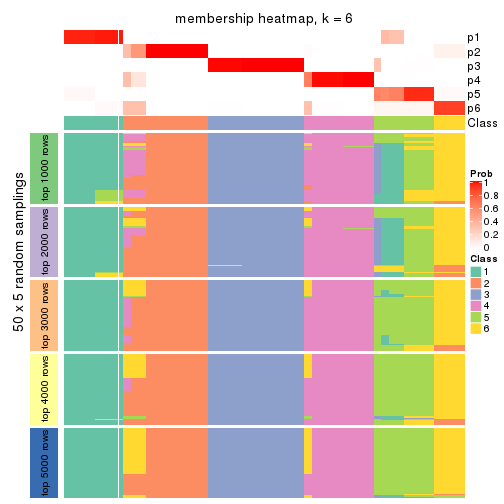 membership heatmap, k = 6
p1
p2
p3
p4
p5
p6
Class
50 x 5 random samplings
top 1000 rows
top 2000 rows
top 3000 rows
top 4000 rows
top 5000 rows
Prob
1
0.8
0.6
0.4
0.2
0
Class
1
2
3
4
5
6